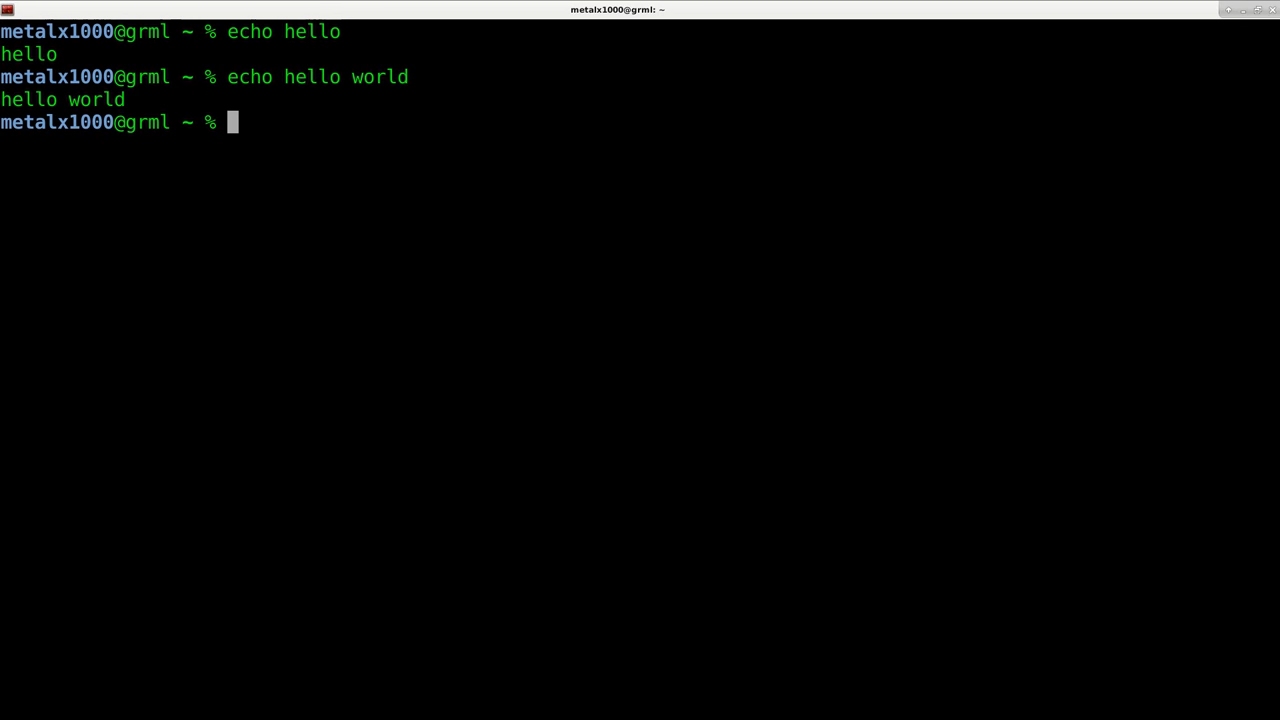 metalx1000@grml: ~
metalx1000@grml ~ % echo hello
hello
metalx1000@grml ~ % echo hello world
hello world
metalx1000@grml ~ %